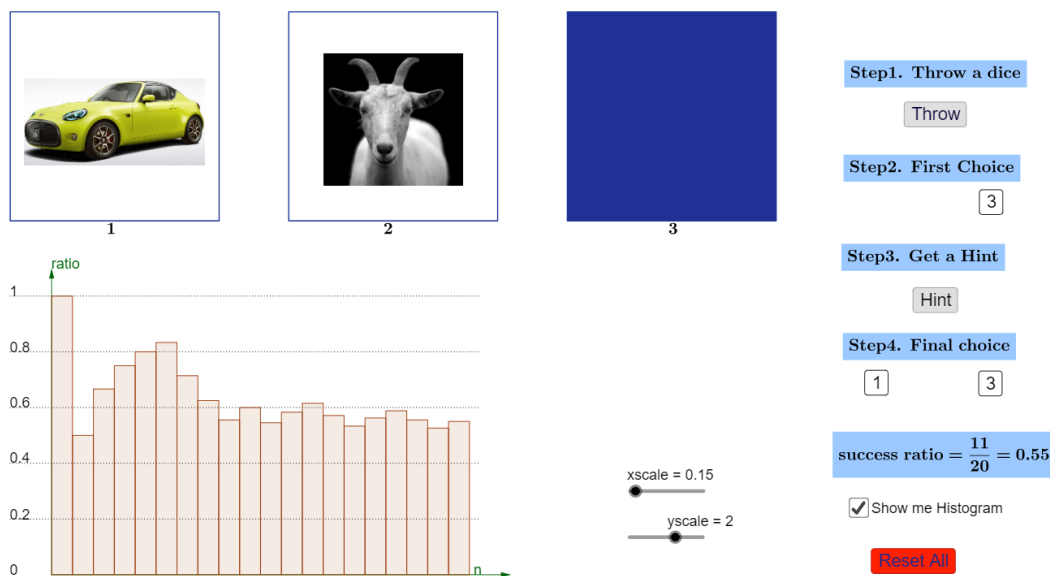 1
2
3
Step1. Throw a dice
Throw
Step2. First Choice
3
Step3. Get a Hint
Hint
Step4. Final choice
1
3
success ratio = 11/20 = 0.55
Show me Histogram
Reset All
ratio
1
0.8
0.6
0.4
0.2
0
n
xscale = 0.15
yscale = 2